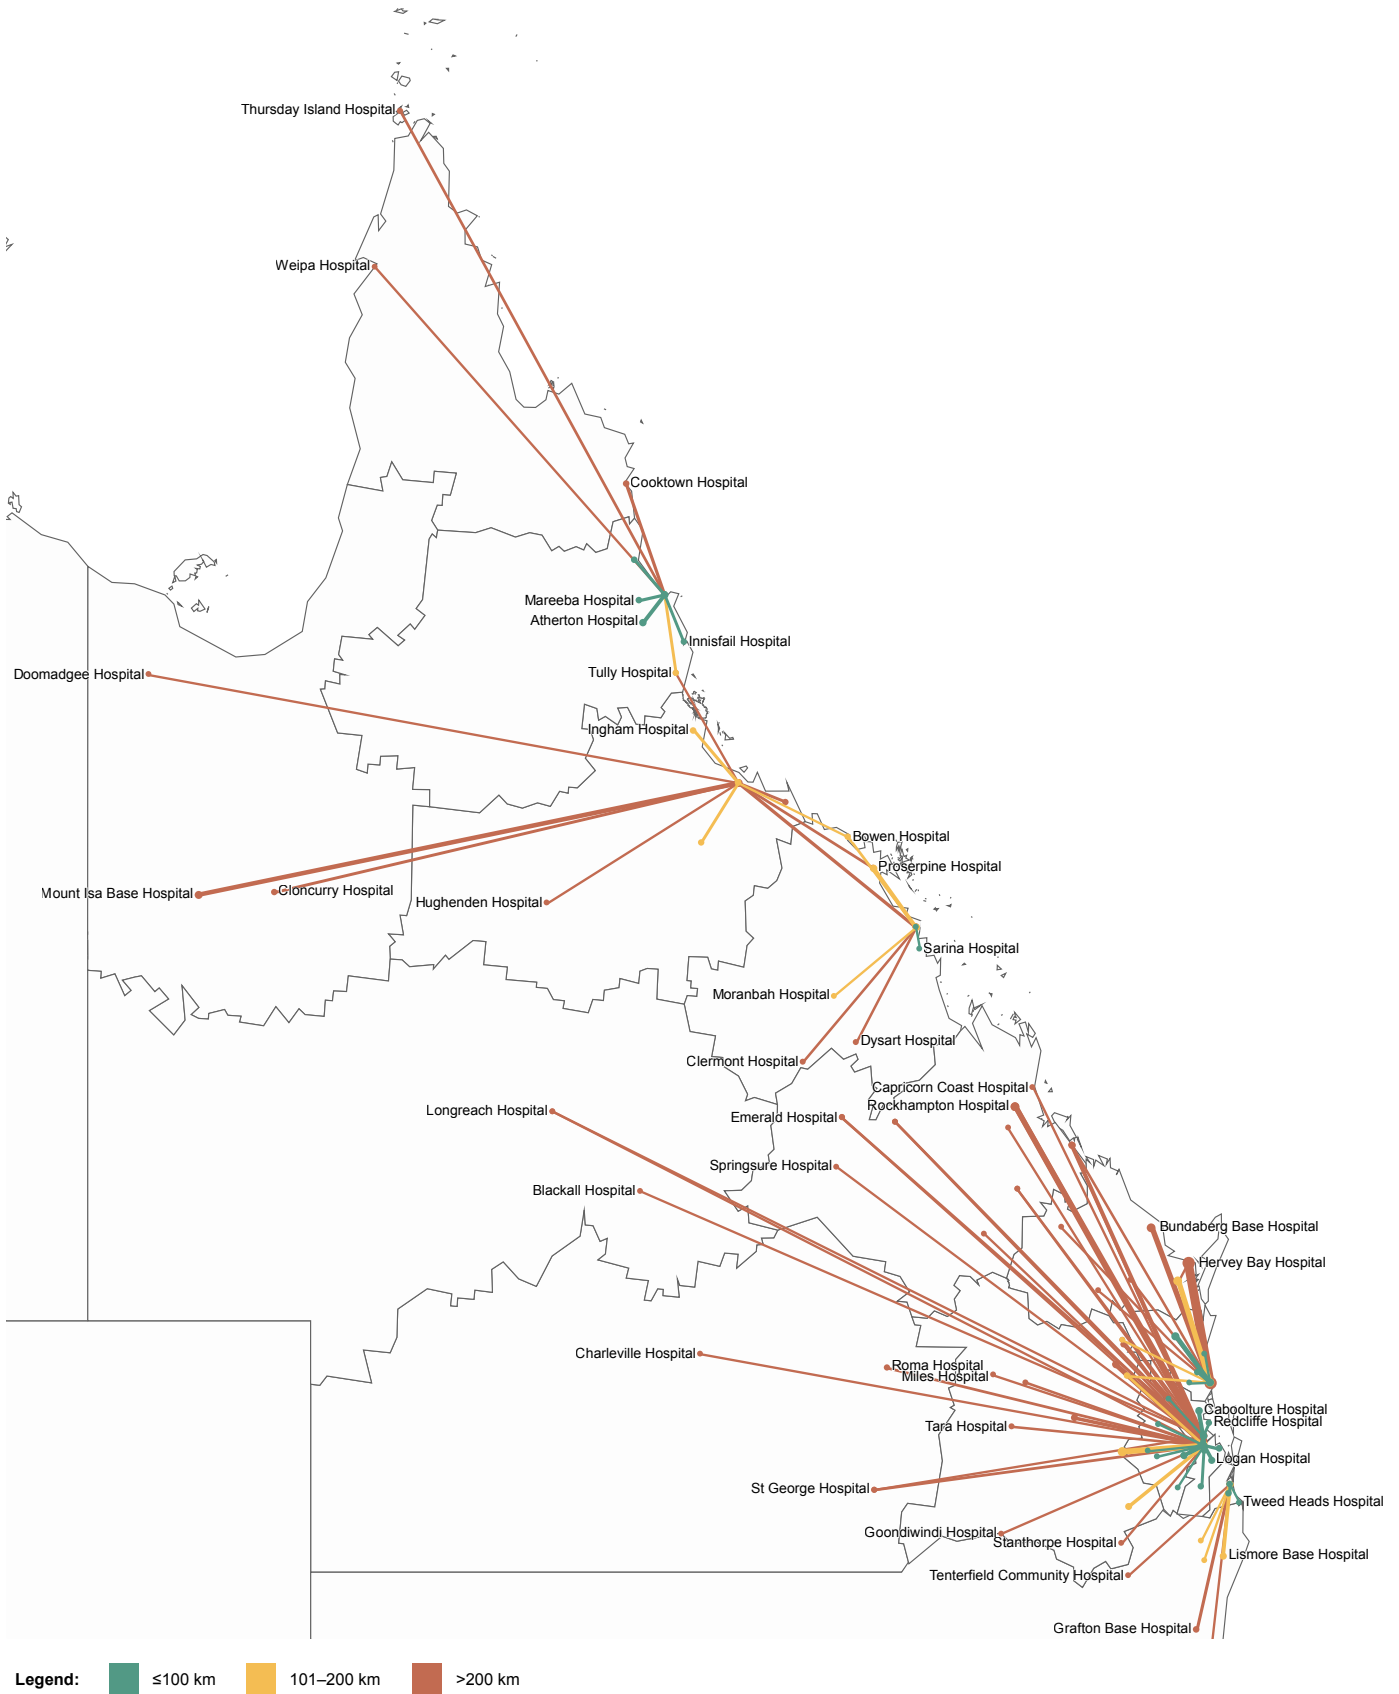 Thursday Island Hospital
Weipa Hospital
Cooktown Hospital
Mareeba Hospital
Atherton Hospital
Innisfail Hospital
Tully Hospital
Doomadgee Hospital
Ingham Hospital
Bowen Hospital
Proserpine Hospital
Mount Isa Base Hospital
Cloncurry Hospital
Hughenden Hospital
Sarina Hospital
Moranbah Hospital
Dysart Hospital
Clermont Hospital
Capricorn Coast Hospital
Rockhampton Hospital
Longreach Hospital
Emerald Hospital
Springsure Hospital
Blackall Hospital
Bundaberg Base Hospital
Hervey Bay Hospital
Charleville Hospital
Roma Hospital
Miles Hospital
Caboolture Hospital
Redcliffe Hospital
Tara Hospital
Logan Hospital
St George Hospital
Tweed Heads Hospital
Goondiwindi Hospital
Stanthorpe Hospital
Lismore Base Hospital
Tenterfield Community Hospital
Grafton Base Hospital
Legend: ≤100 km 101–200 km >200 km